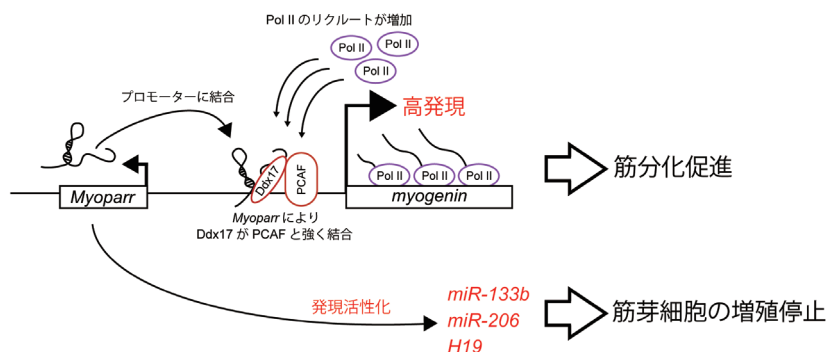 Pol II のリクルートが増加
Pol II
Pol II
Pol II
プロモーターに結合
高発現
Ddx17
PCAF
Pol II
Pol II
Pol II
Myoparr
myogenin
筋分化促進
Myoparr により
Ddx17 が PCAF と強く結合
発現活性化
miR-133b
miR-206
H19
筋芽細胞の増殖停止